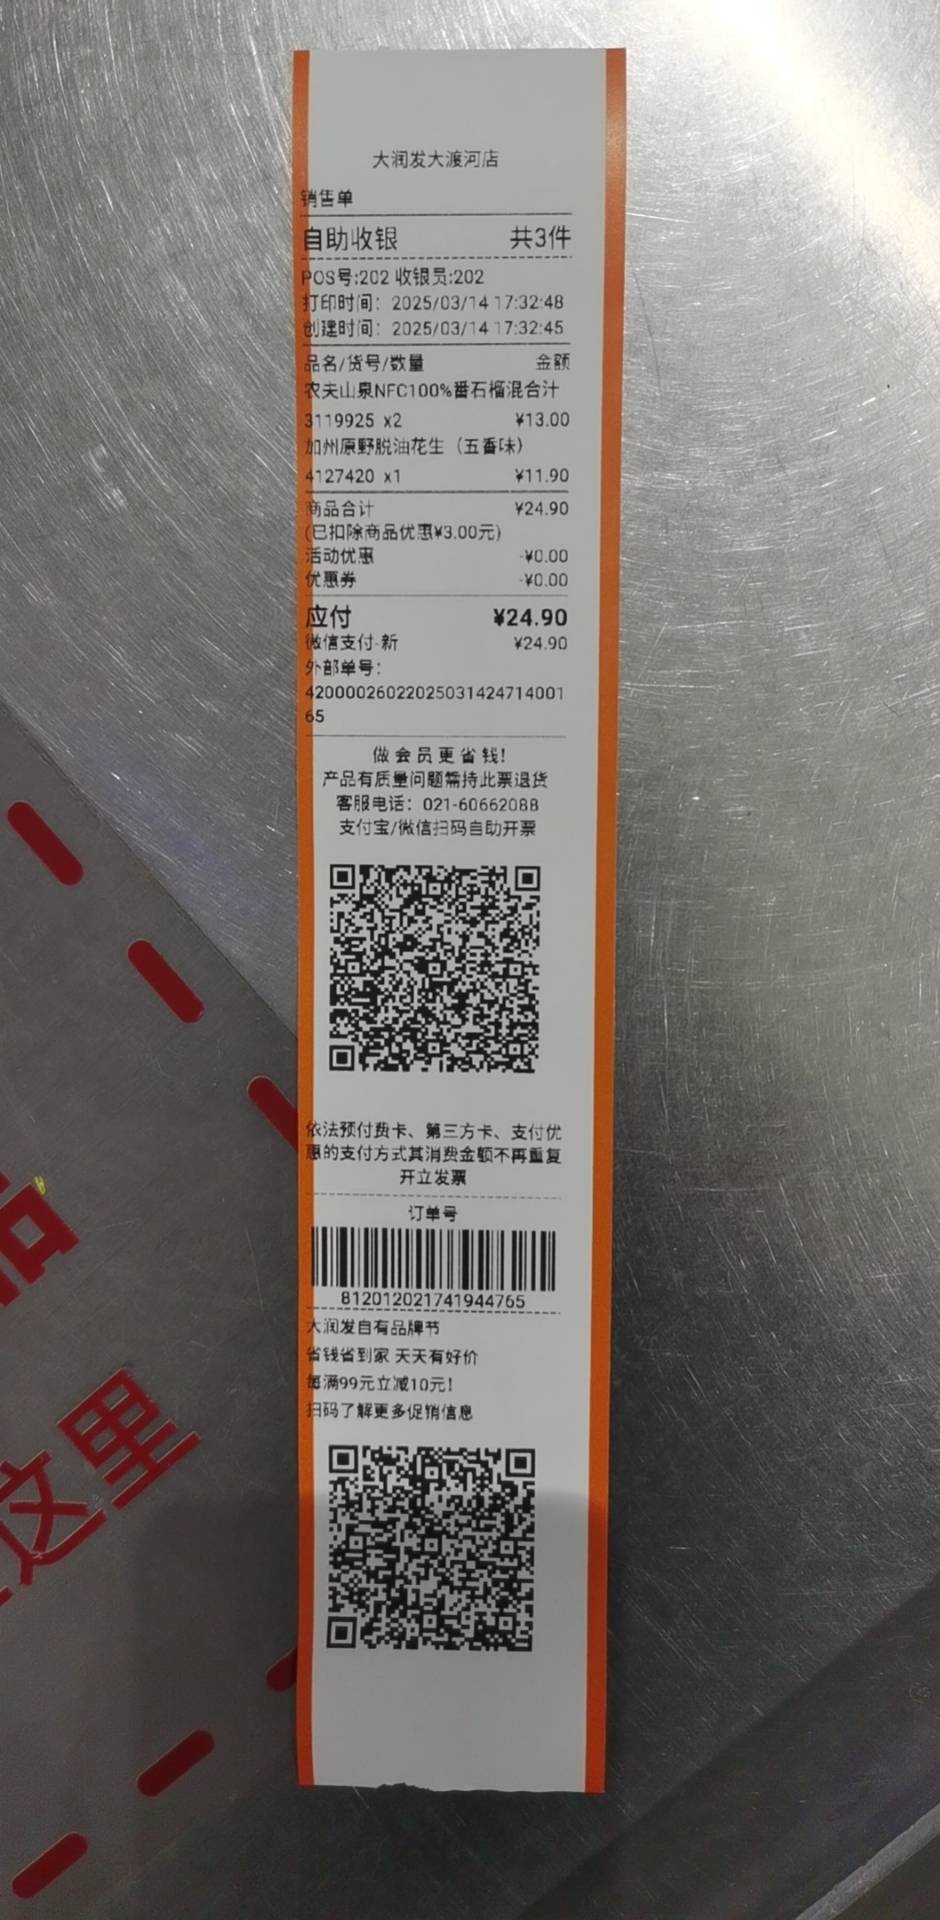 大润发大渡河店
销售单
自助收银 共3件
POS号:202 收银员:202
打印时间： 2025/03/14 17:32:48
创建时间： 2025/03/14 17:32:45
品名/货号/数量 金额
农夫山泉NFC100%番石榴混合汁
3119925 x2 ¥13.00
加州原野脱油花生（五香味）
4127420 x1 ¥11.90
商品合计 ¥24.90
(已扣除商品优惠¥3.00元)
活动优惠 -¥0.00
优惠券 -¥0.00
应付 ¥24.90
微信支付-新 ¥24.90
外部单号：
42000026022025031424714001
65
做会员更省钱!
产品有质量问题需持此票退货
客服电话： 021-60662088
支付宝/微信扫码自助开票
依法预付费卡、第三方卡、支付优
惠的支付方式其消费金额不再重复
开立发票
订单号
812012021741944765
大润发自有品牌节
省钱省到家 天天有好价
每满99元立减10元!
扫码了解更多促销信息
品
这里